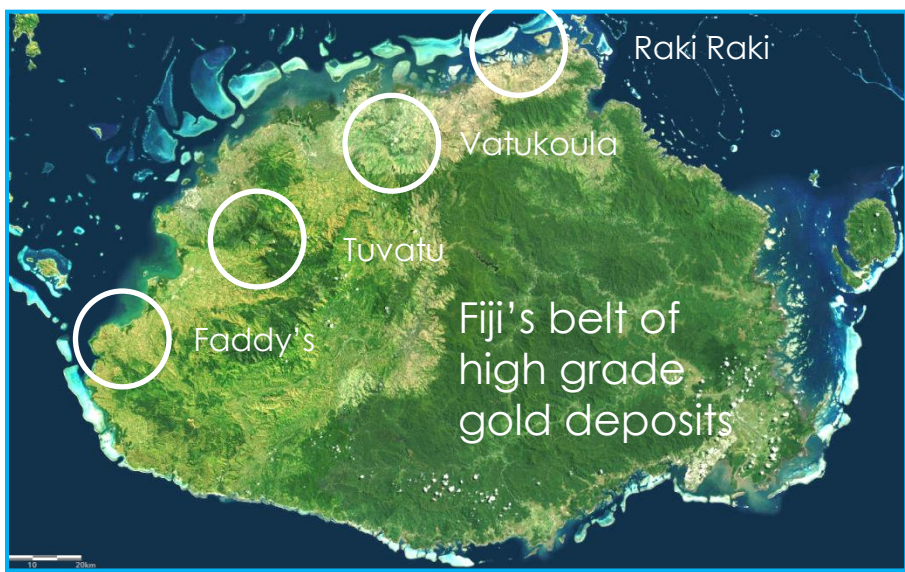 Raki Raki
Vatukoula
Tuvatu
Faddy's
Fiji's belt of
high grade
gold deposits
10 20km